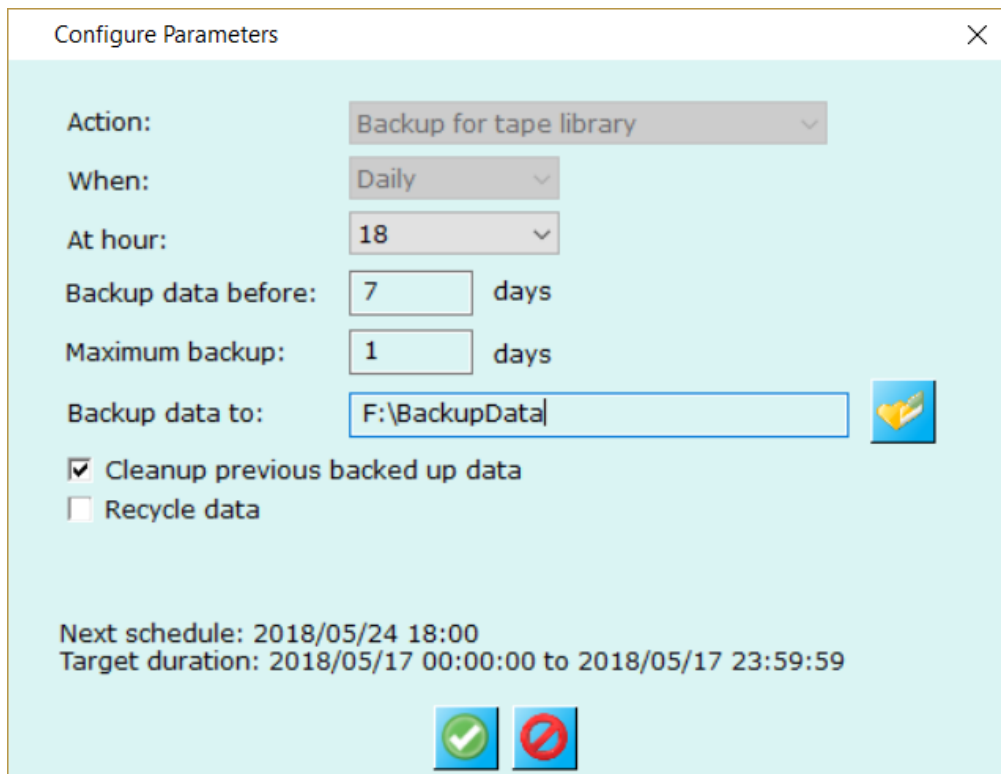 Configure Parameters
Action: Backup for tape library
When: Daily
At hour: 18
Backup data before: 7 days
Maximum backup: 1 days
Backup data to: F:\BackupData
Cleanup previous backed up data
Recycle data
Next schedule: 2018/05/24 18:00
Target duration: 2018/05/17 00:00:00 to 2018/05/17 23:59:59